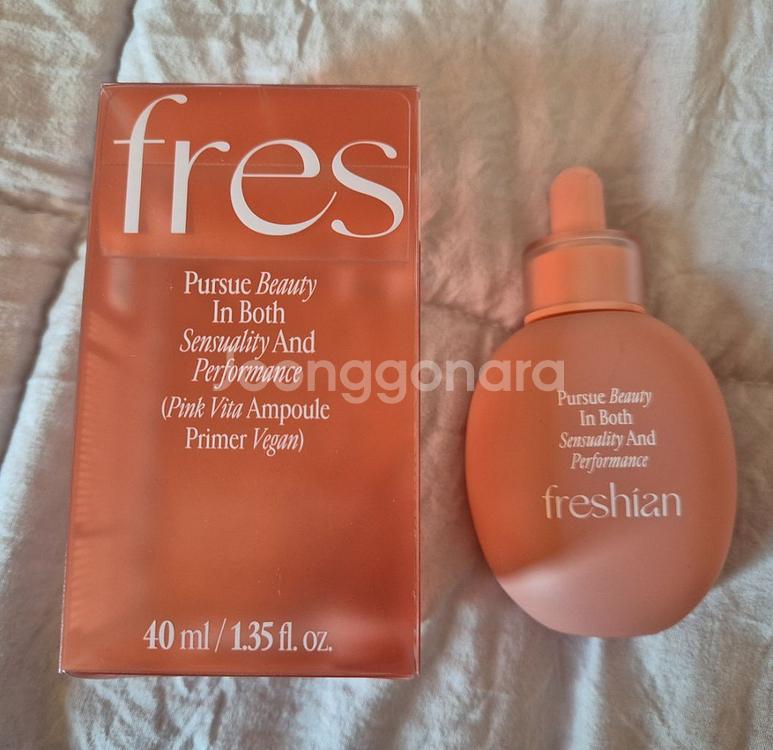 fres
Pursue Beauty
In Both
Sensuality And
Performance
(Pink Vita Ampoule
Primer Vegan)
40 ml / 1.35 fl. oz.
Joonggonara
Pursue Beauty
In Both
Sensuality And
Performance
freshian